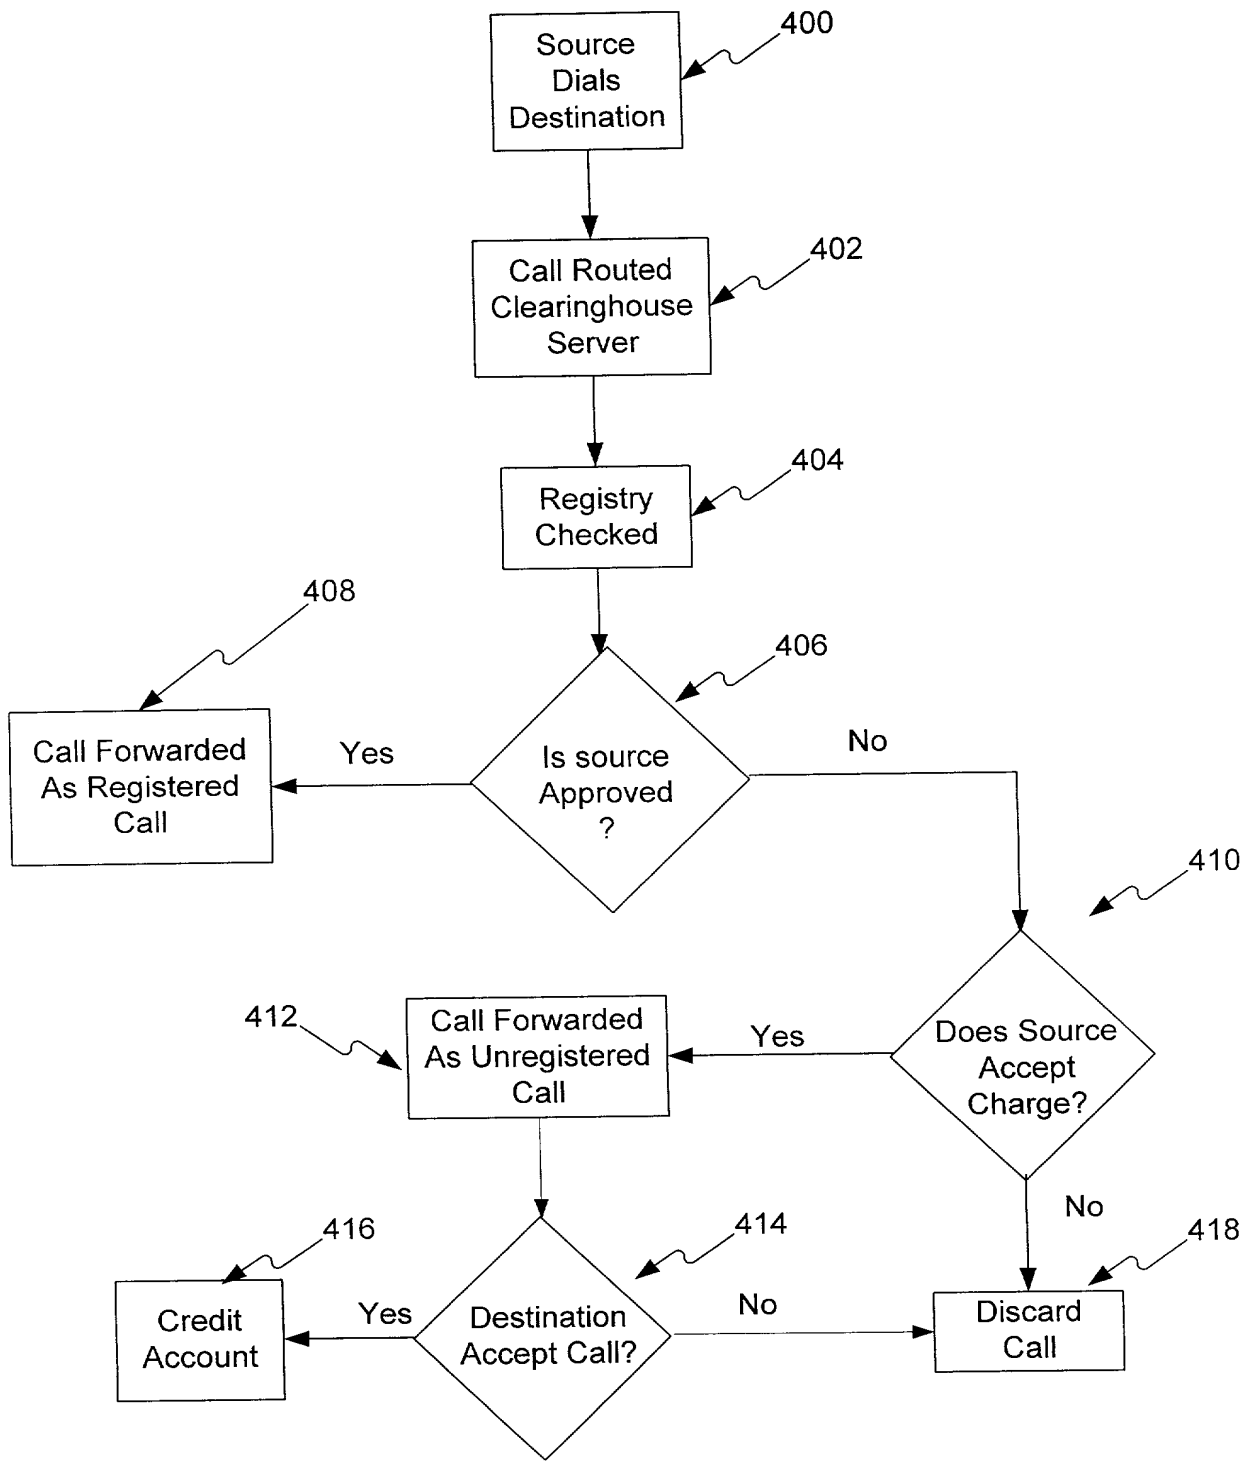 400
Source
Dials
Destination
402
Call Routed
Clearinghouse
Server
404
Registry
Checked
408
406
Call Forwarded
As Registered
Call
Yes
Is source
Approved
?
No
410
412
Call Forwarded
As Unregistered
Call
Yes
Does Source
Accept
Charge?
No
416
414
418
Credit
Account
Yes
Destination
Accept Call?
No
Discard
Call